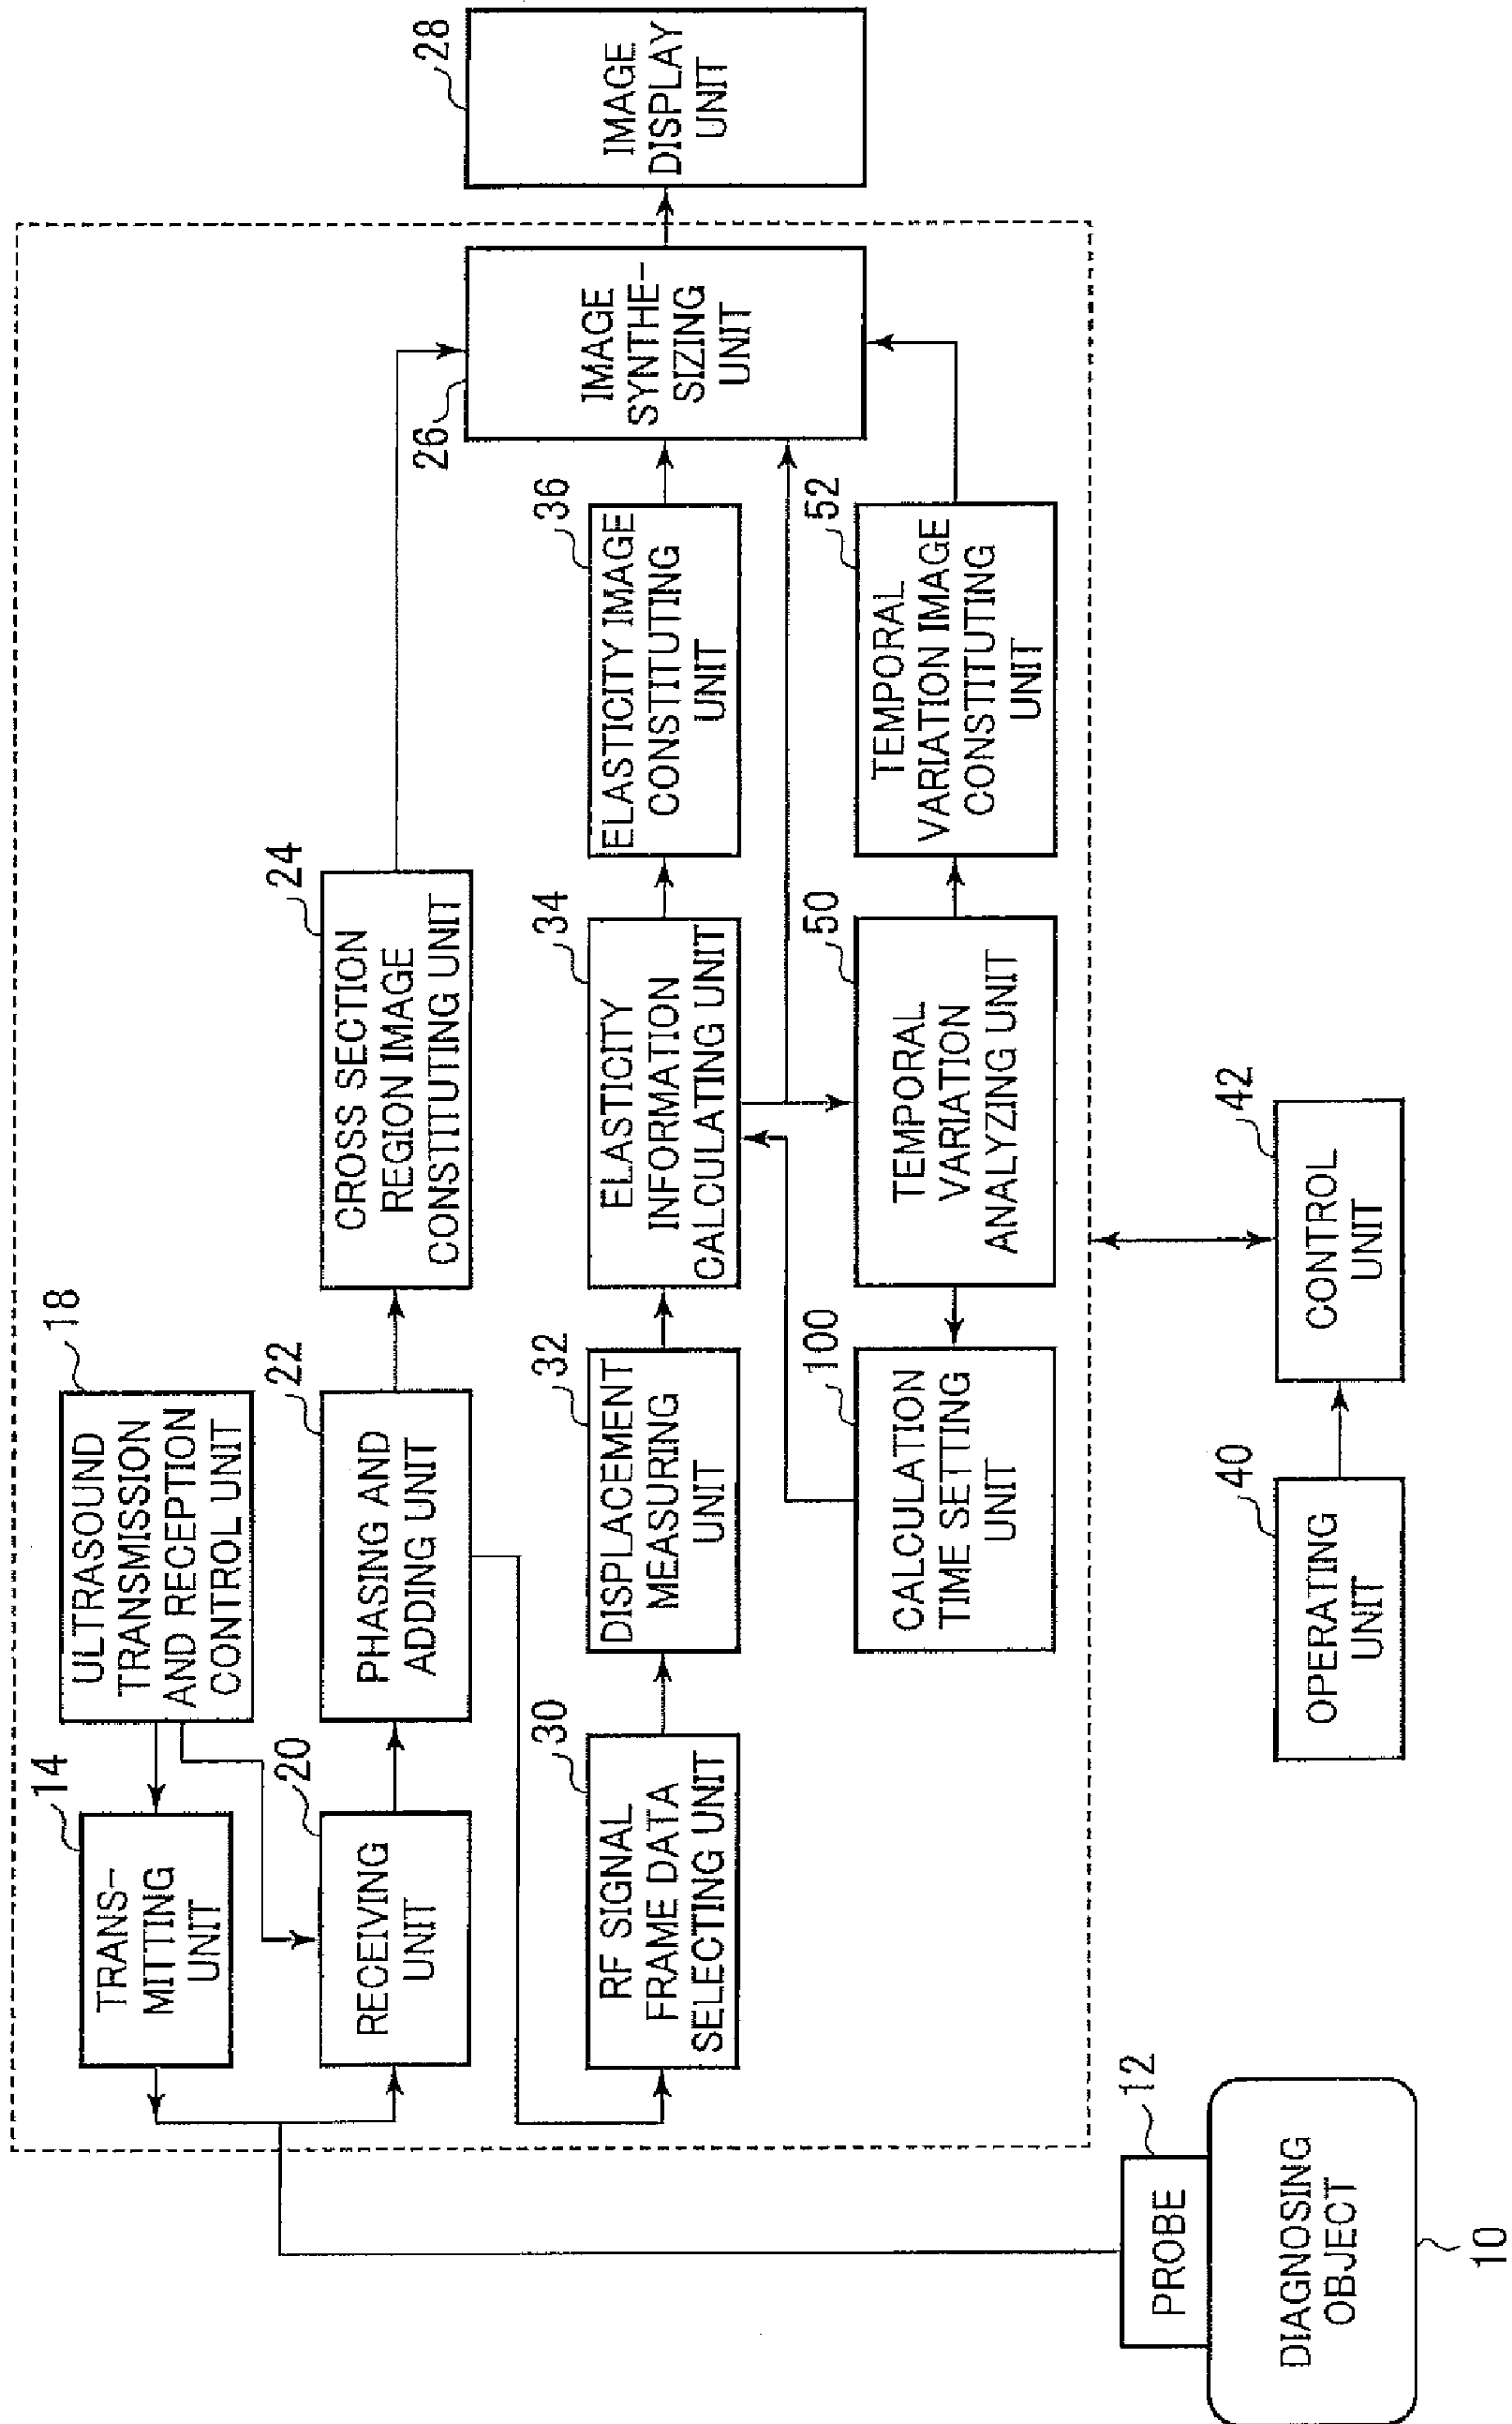 18
ULTRASOUND
TRANSMISSION
AND RECEPTION
CONTROL UNIT
14
TRANS-
MITTING
UNIT
20
RECEIVING
UNIT
22
PHASING AND
ADDING UNIT
24
CROSS SECTION
REGION IMAGE
CONSTITUTING UNIT
26
IMAGE
SYNTHE-
SIZING
UNIT
28
IMAGE
DISPLAY
UNIT
30
RF SIGNAL
FRAME DATA
SELECTING UNIT
32
DISPLACEMENT
MEASURING
UNIT
34
ELASTICITY
INFORMATION
CALCULATING UNIT
36
ELASTICITY IMAGE
CONSTITUTING
UNIT
100
CALCULATION
TIME SETTING
UNIT
50
TEMPORAL
VARIATION
ANALYZING UNIT
52
TEMPORAL
VARIATION IMAGE
CONSTITUTING
UNIT
12
PROBE
DIAGNOSING
OBJECT
10
40
OPERATING
UNIT
42
CONTROL
UNIT